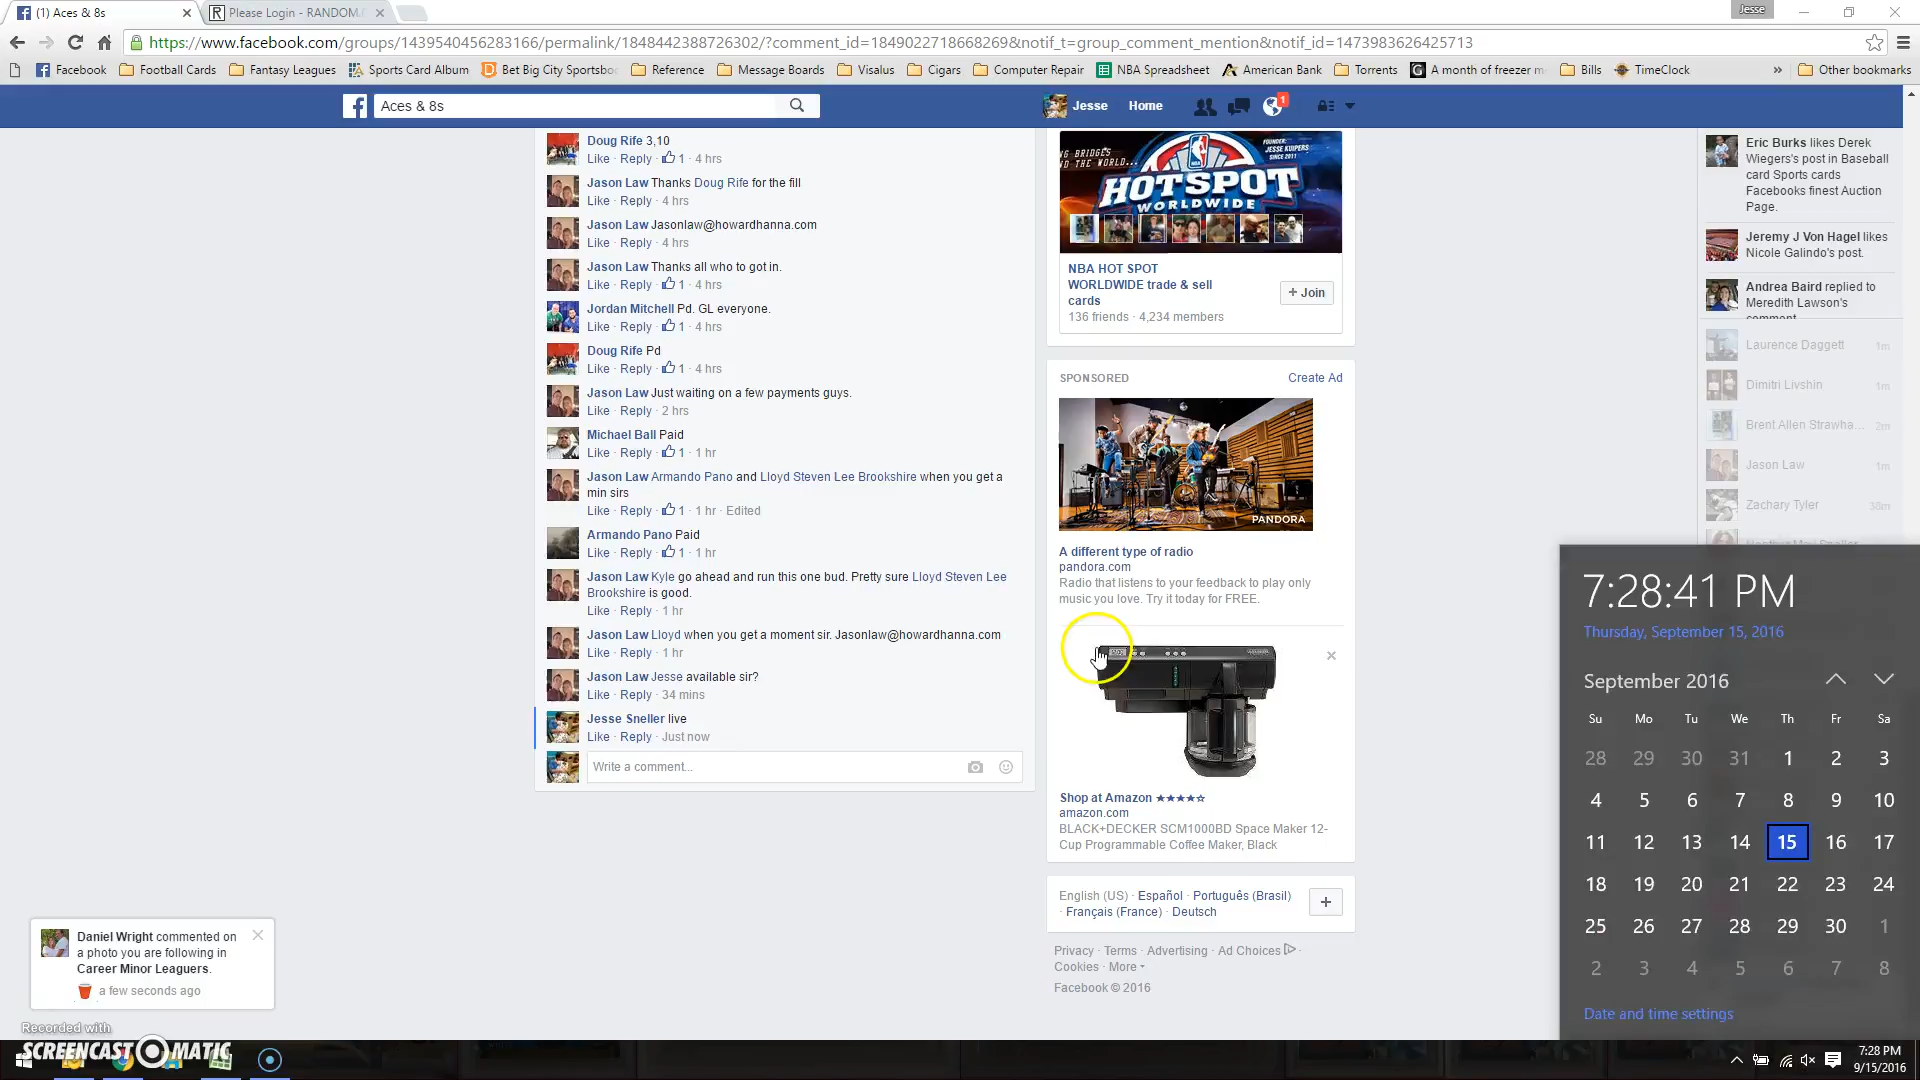 (1) Aces & 8s
Please Login - RANDOM.
Jesse
https://www.facebook.com/groups/1439540456283166/permalink/1848442388726302/?comment_id=1849022718668269&notif_t=group_comment_mention&notif_id=1473983626425713
Facebook Football Cards Fantasy Leagues Sports Card Album Bet Big City Sportsbo Reference Message Boards Visalus Cigars Computer Repair NBA Spreadsheet American Bank Torrents A month of freezer m Bills TimeClock » Other bookmarks
Aces & 8s
Jesse Home 1
Doug Rife 3,10
Like · Reply · 1 · 4 hrs
Jason Law Thanks Doug Rife for the fill
Like · Reply · 4 hrs
Jason Law Jasonlaw@howardhanna.com
Like · Reply · 4 hrs
Jason Law Thanks all who to got in.
Like · Reply · 1 · 4 hrs
Jordan Mitchell Pd. GL everyone.
Like · Reply · 1 · 4 hrs
Doug Rife Pd
Like · Reply · 1 · 4 hrs
Jason Law Just waiting on a few payments guys.
Like · Reply · 2 hrs
Michael Ball Paid
Like · Reply · 1 · 1 hr
Jason Law Armando Pano and Lloyd Steven Lee Brookshire when you get a
min sirs
Like · Reply · 1 · 1 hr · Edited
Armando Pano Paid
Like · Reply · 1 · 1 hr
Jason Law Kyle go ahead and run this one bud. Pretty sure Lloyd Steven Lee
Brookshire is good.
Like · Reply · 1 hr
Jason Law Lloyd when you get a moment sir. Jasonlaw@howardhanna.com
Like · Reply · 1 hr
Jason Law Jesse available sir?
Like · Reply · 34 mins
Jesse Sneller live
Like · Reply · Just now
Write a comment...
G BRIDGES
ND THE WORLD...
FOUNDER:
JESSE KUIPERS
SINCE 2011
HOTSPOT
WORLDWIDE
NBA HOT SPOT
WORLDWIDE trade & sell
cards
+ Join
136 friends · 4,234 members
SPONSORED
Create Ad
PANDORA
A different type of radio
pandora.com
Radio that listens to your feedback to play only
music you love. Try it today for FREE.
Shop at Amazon ★★★★☆
amazon.com
BLACK+DECKER SCM1000BD Space Maker 12-
Cup Programmable Coffee Maker, Black
English (US) · Español · Português (Brasil)
· Français (France) · Deutsch
+
Privacy · Terms · Advertising · Ad Choices ·
Cookies · More
Facebook © 2016
Eric Burks likes Derek
Wiegers's post in Baseball
card Sports cards
Facebooks finest Auction
Page.
Jeremy J Von Hagel likes
Nicole Galindo's post.
Andrea Baird replied to
Meredith Lawson's
comment
Laurence Daggett 1m
Dimitri Livshin 1m
Brent Allen Strawha... 2m
Jason Law 1m
Zachary Tyler 38m
7:28:41 PM
Thursday, September 15, 2016
September 2016
Su Mo Tu We Th Fr Sa
28 29 30 31 1 2 3
4 5 6 7 8 9 10
11 12 13 14 15 16 17
18 19 20 21 22 23 24
25 26 27 28 29 30 1
2 3 4 5 6 7 8
Date and time settings
Daniel Wright commented on
a photo you are following in
Career Minor Leaguers.
a few seconds ago
Recorded with
SCREENCAST MATIC
7:28 PM
9/15/2016